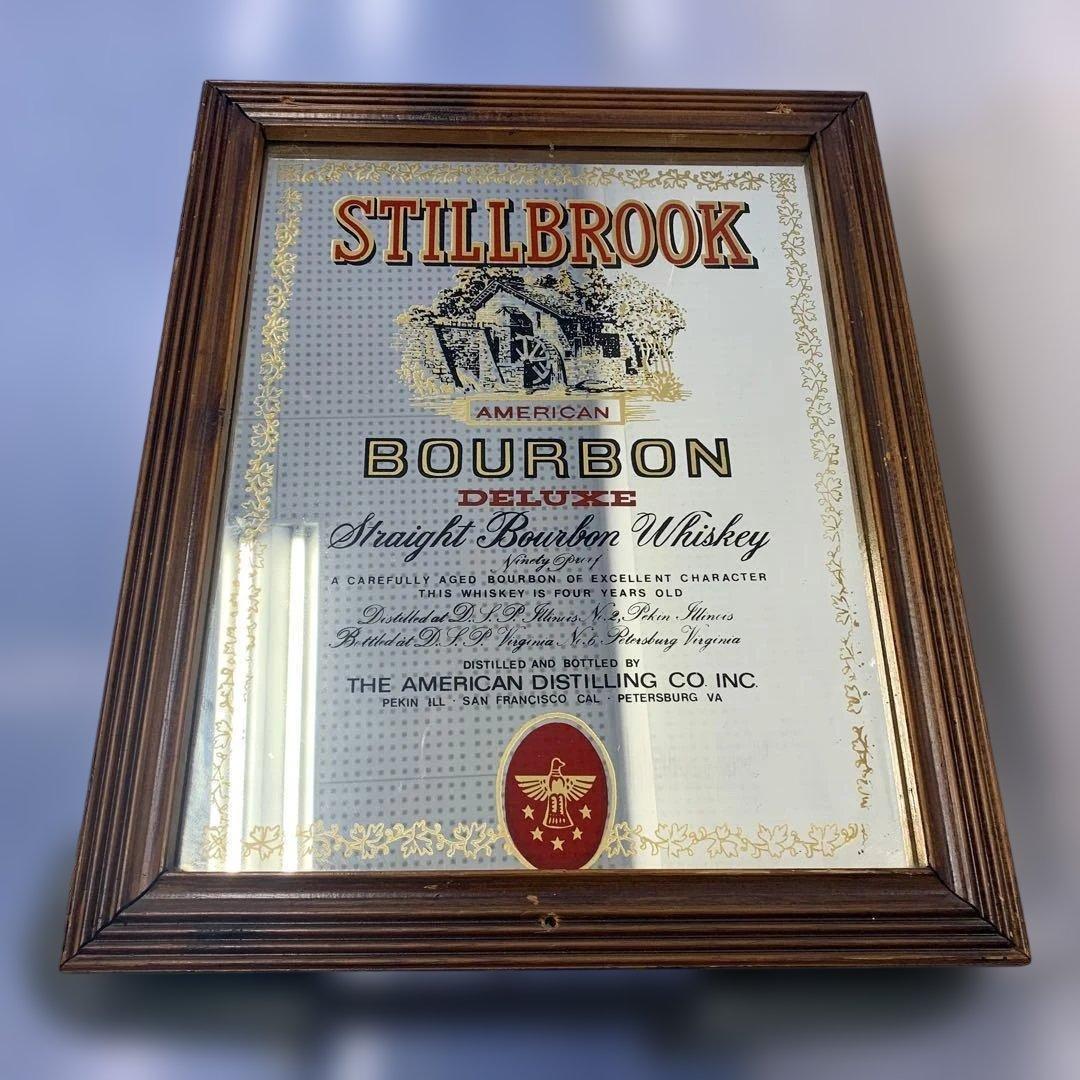 STILLBROOK
AMERICAN
BOURBON
DELUXE
Straight Bourbon Whiskey
Ninety Proof
A CAREFULLY AGED BOURBON OF EXCELLENT CHARACTER
THIS WHISKEY IS FOUR YEARS OLD
Distilled at D.S.P. Illinois No. 2, Pekin Illinois
Bottled at D.S.P. Virginia No. 6, Petersburg Virginia
DISTILLED AND BOTTLED BY
THE AMERICAN DISTILLING CO. INC.
PEKIN ILL · SAN FRANCISCO CAL · PETERSBURG VA